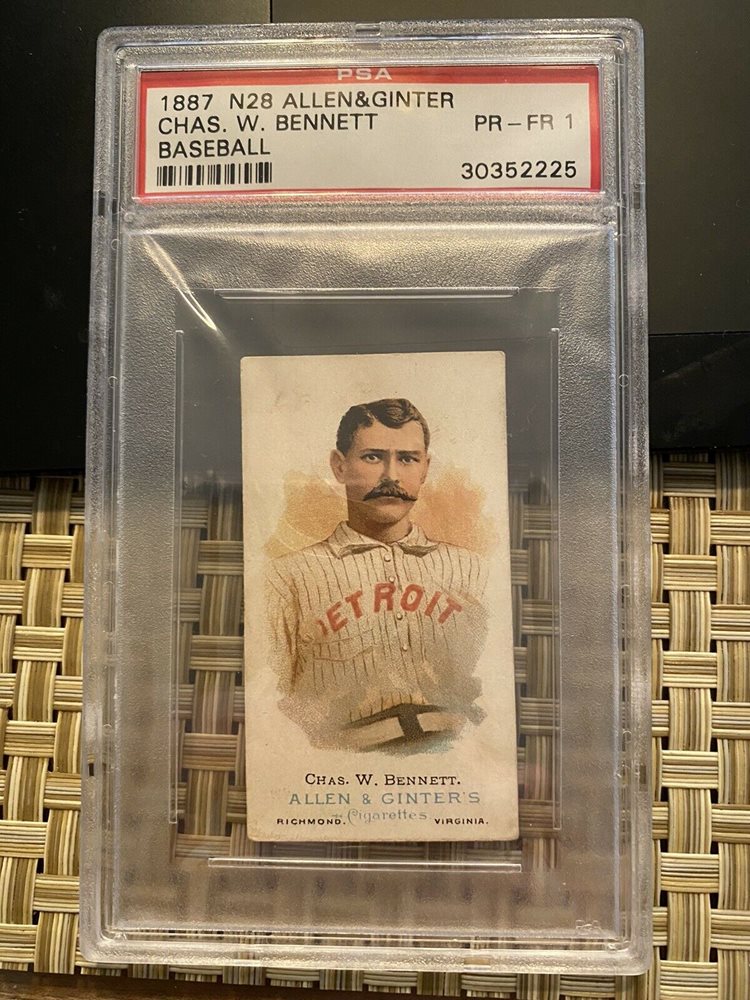 PSA
1887 N28 ALLEN&GINTER
CHAS. W. BENNETT PR-FR 1
BASEBALL
30352225
DETROIT
CHAS. W. BENNETT.
ALLEN & GINTER'S
RICHMOND. Cigarettes VIRGINIA.